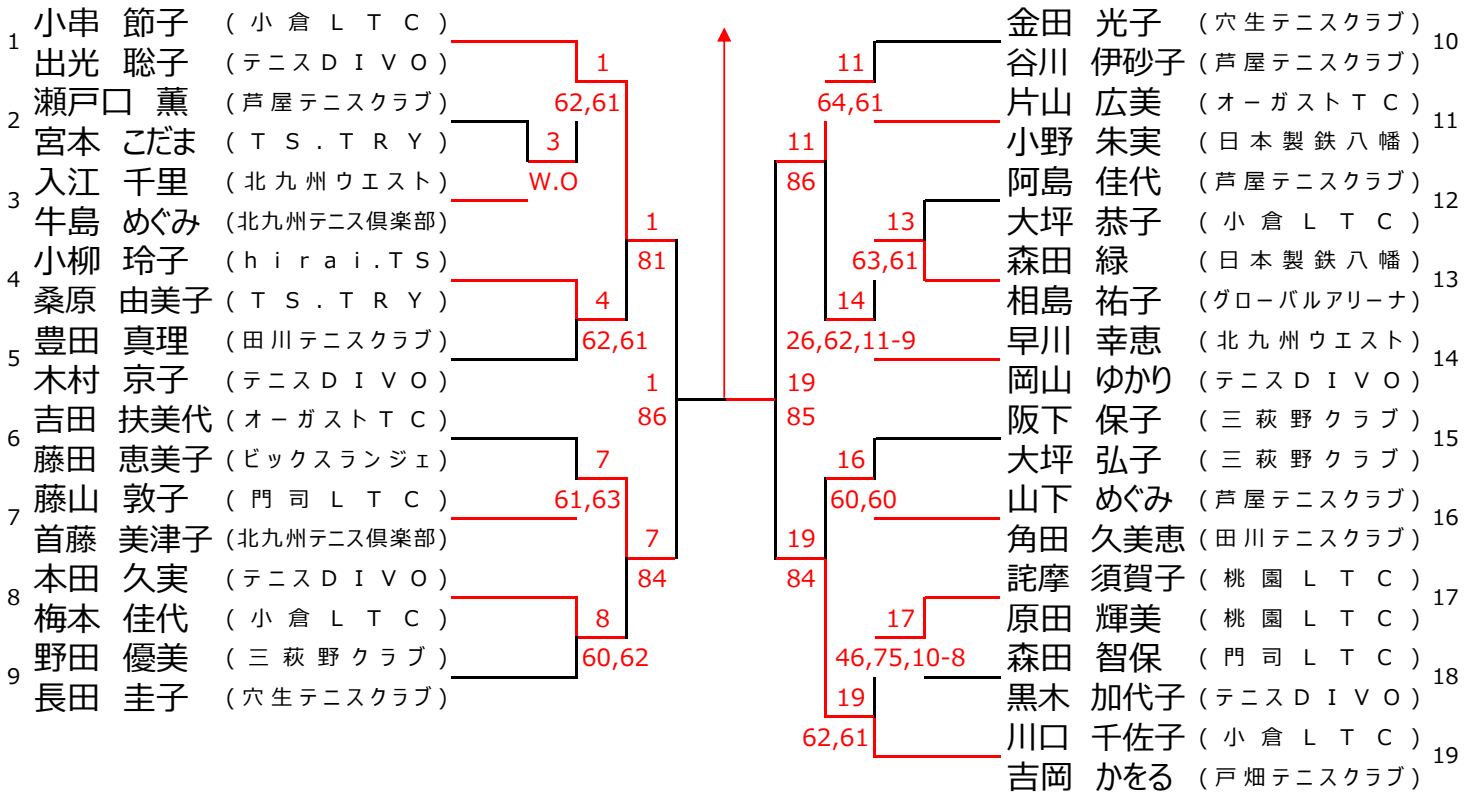 1
小串 節子 (小倉LTC)
出光 聡子 (テニスDIVO)
2
瀬戸口 薫 (芦屋テニスクラブ)
宮本 こだま (TS.TRY)
3
入江 千里 (北九州ウエスト)
牛島 めぐみ (北九州テニス倶楽部)
4
小柳 玲子 (hirai.TS)
桑原 由美子 (TS.TRY)
5
豊田 真理 (田川テニスクラブ)
木村 京子 (テニスDIVO)
6
吉田 扶美代 (オーガストTC)
藤田 恵美子 (ビックスランジェ)
7
藤山 敦子 (門司LTC)
首藤 美津子 (北九州テニス倶楽部)
8
本田 久実 (テニスDIVO)
梅本 佳代 (小倉LTC)
9
野田 優美 (三萩野クラブ)
長田 圭子 (穴生テニスクラブ)
1
62,61
3
W.O
1
81
4
62,61
1
86
7
61,63
7
84
8
60,62
11
64,61
11
86
13
63,61
14
26,62,11-9
19
85
16
60,60
19
84
17
46,75,10-8
19
62,61
金田 光子 (穴生テニスクラブ)
谷川 伊砂子 (芦屋テニスクラブ)
10
片山 広美 (オーガストTC)
小野 朱実 (日本製鉄八幡)
11
阿島 佳代 (芦屋テニスクラブ)
大坪 恭子 (小倉LTC)
12
森田 緑 (日本製鉄八幡)
相島 祐子 (グローバルアリーナ)
13
早川 幸恵 (北九州ウエスト)
岡山 ゆかり (テニスDIVO)
14
阪下 保子 (三萩野クラブ)
大坪 弘子 (三萩野クラブ)
15
山下 めぐみ (芦屋テニスクラブ)
角田 久美恵 (田川テニスクラブ)
16
詫摩 須賀子 (桃園LTC)
原田 輝美 (桃園LTC)
17
森田 智保 (門司LTC)
黒木 加代子 (テニスDIVO)
18
川口 千佐子 (小倉LTC)
吉岡 かをる (戸畑テニスクラブ)
19